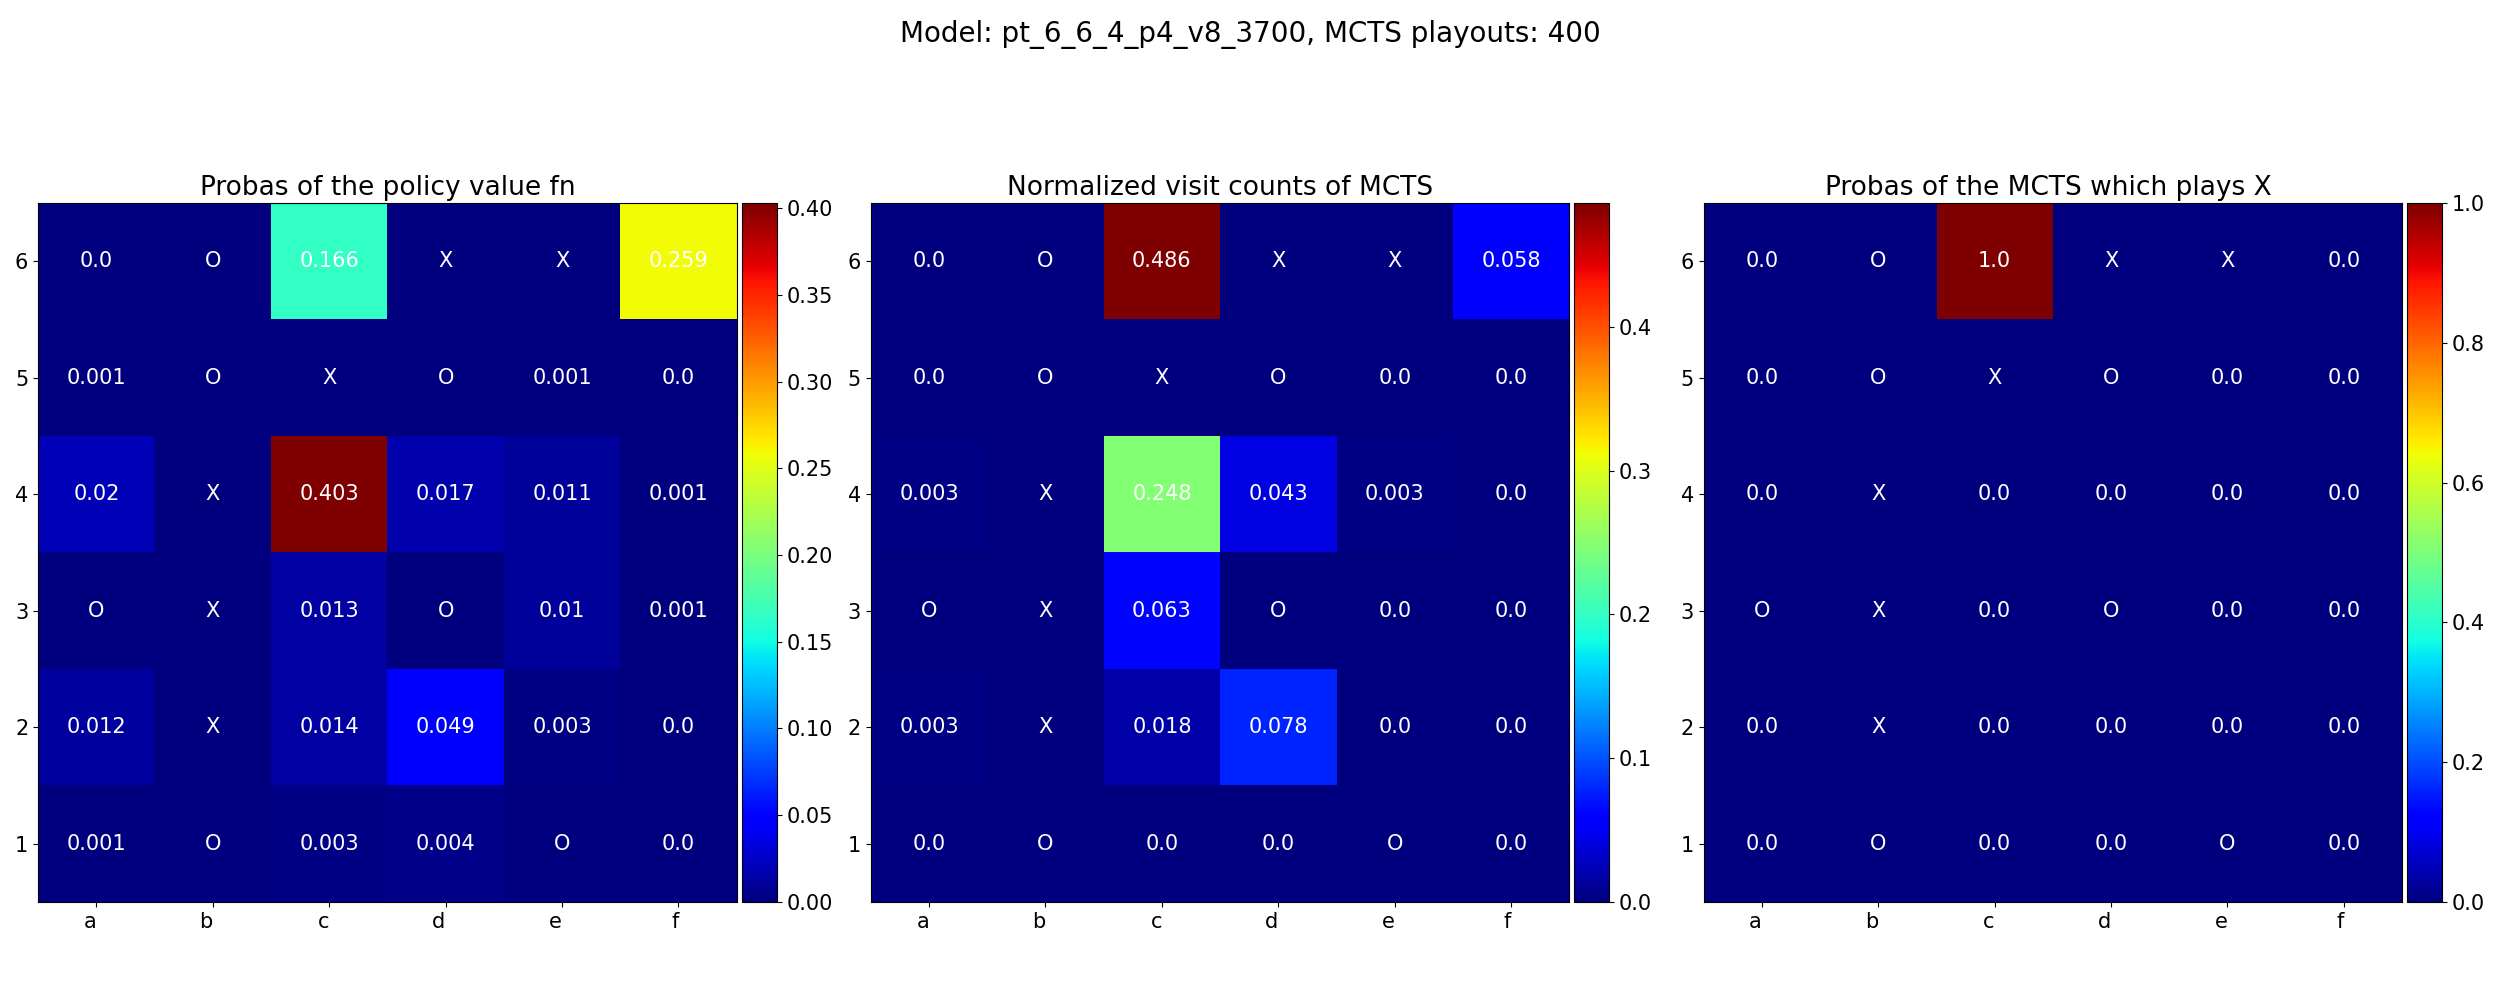 Model: pt_6_6_4_p4_v8_3700, MCTS playouts: 400
Probas of the policy value fn
6 0.0 O 0.166 X X 0.259
5 0.001 O X O 0.001 0.0
4 0.02 X 0.403 0.017 0.011 0.001
3 O X 0.013 O 0.01 0.001
2 0.012 X 0.014 0.049 0.003 0.0
1 0.001 O 0.003 0.004 O 0.0
a b c d e f
0.40
0.35
0.30
0.25
0.20
0.15
0.10
0.05
0.00
Normalized visit counts of MCTS
6 0.0 O 0.486 X X 0.058
5 0.0 O X O 0.0 0.0
4 0.003 X 0.248 0.043 0.003 0.0
3 O X 0.063 O 0.0 0.0
2 0.003 X 0.018 0.078 0.0 0.0
1 0.0 O 0.0 0.0 O 0.0
a b c d e f
0.4
0.3
0.2
0.1
0.0
Probas of the MCTS which plays X
6 0.0 O 1.0 X X 0.0
5 0.0 O X O 0.0 0.0
4 0.0 X 0.0 0.0 0.0 0.0
3 O X 0.0 O 0.0 0.0
2 0.0 X 0.0 0.0 0.0 0.0
1 0.0 O 0.0 0.0 O 0.0
a b c d e f
1.0
0.8
0.6
0.4
0.2
0.0